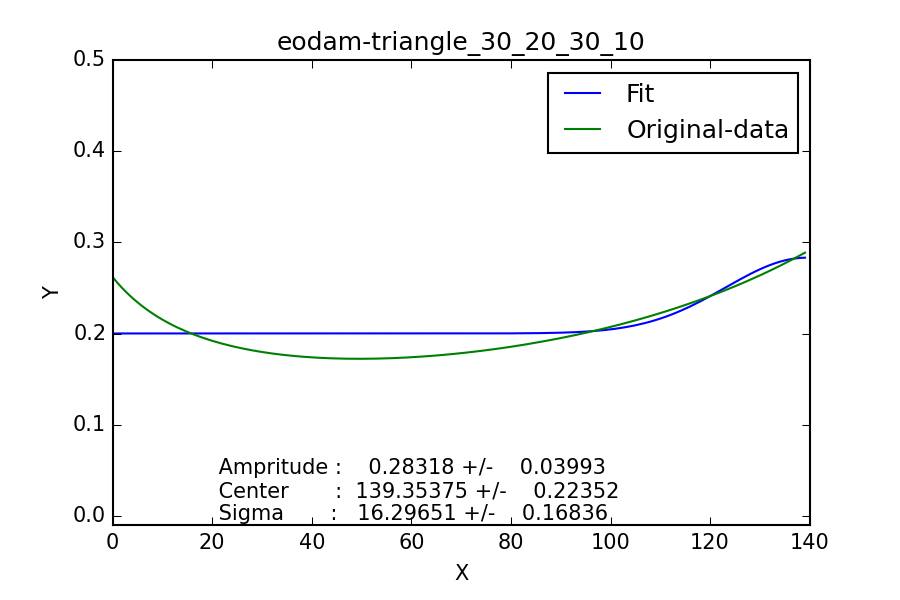 eodam-triangle_30_20_30_10
0.5
Fit
Original-data
0.4
0.3
Y
0.2
0.1
Ampritude : 0.28318 +/- 0.03993
Center : 139.35375 +/- 0.22352
Sigma : 16.29651 +/- 0.16836
0.0
0 20 40 60 80 100 120 140
X